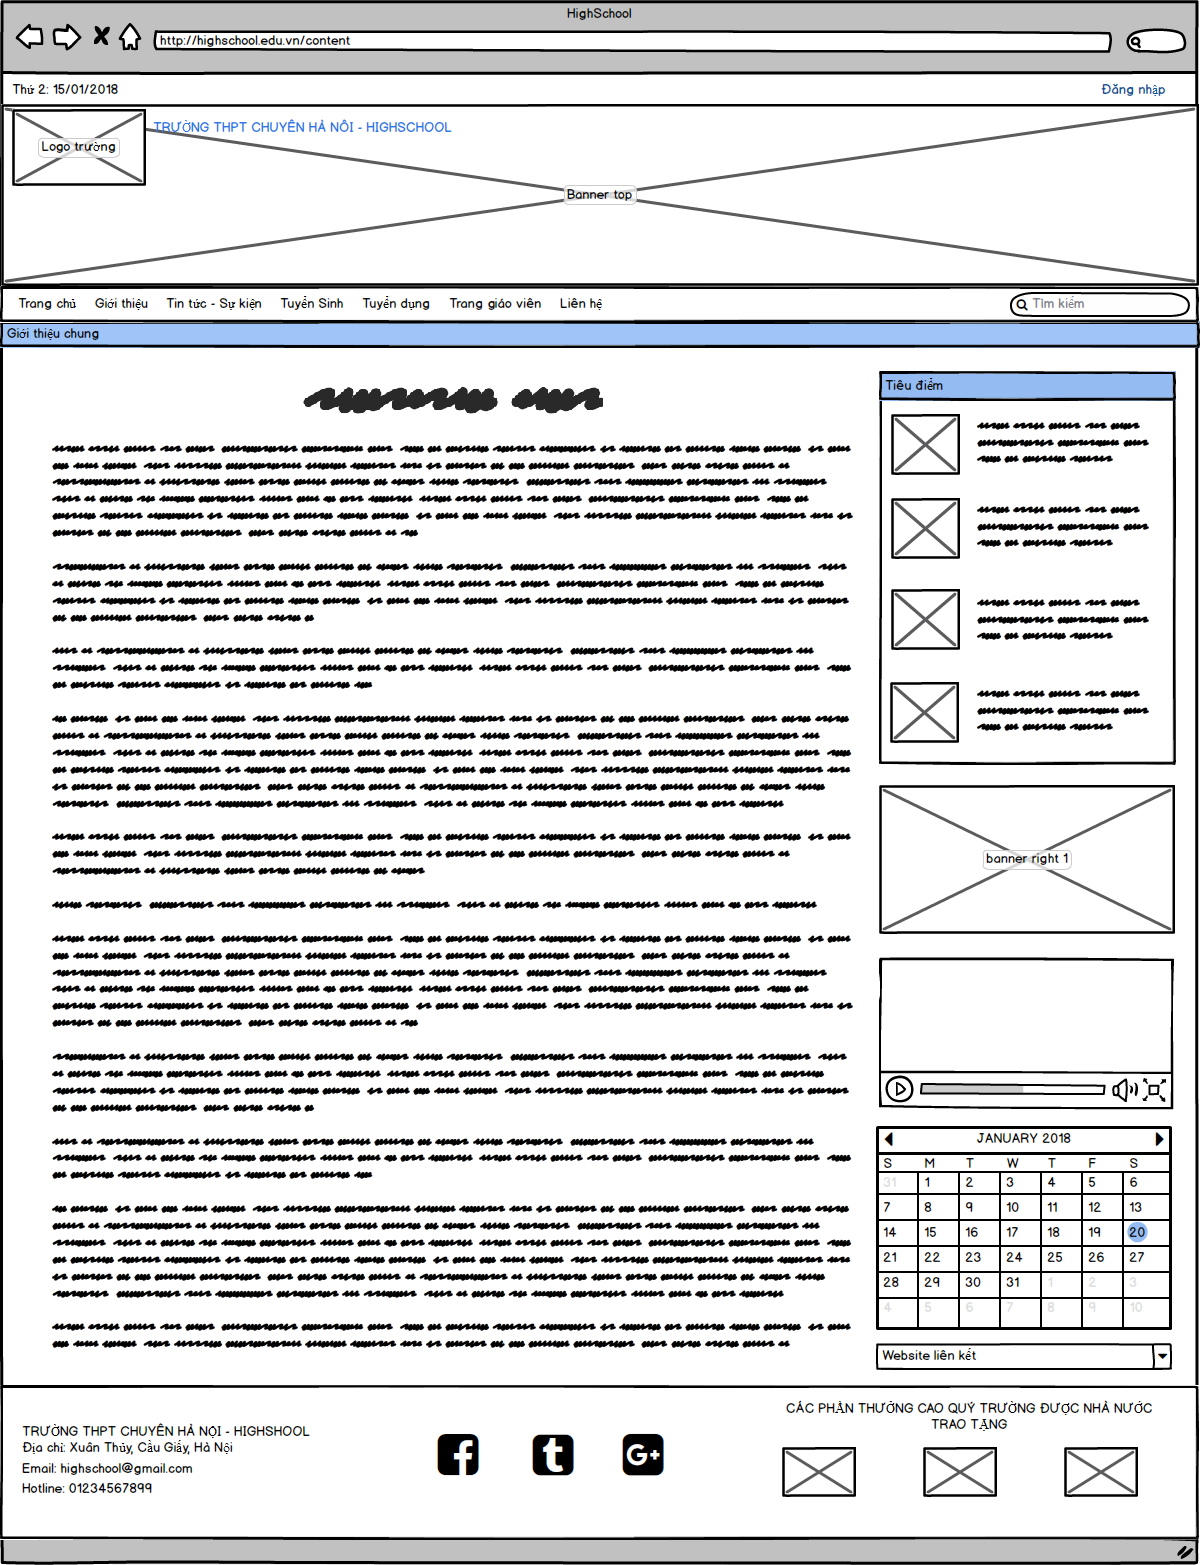 HighSchool
http://highschool.edu.vn/content
Thứ 2: 15/01/2018
Đăng nhập
TRƯỜNG THPT CHUYÊN HÀ NÔI - HIGHSCHOOL
Logo trường
Banner top
Trang chủ Giới thiệu Tin tức - Sự kiện Tuyển Sinh Tuyển dụng Trang giáo viên Liên hệ
Tìm kiếm
Giới thiệu chung
Tiêu điểm
banner right 1
JANUARY 2018
S M T W T F S
31 1 2 3 4 5 6
7 8 9 10 11 12 13
14 15 16 17 18 19 20
21 22 23 24 25 26 27
28 29 30 31 1 2 3
4 5 6 7 8 9 10
Website liên kết
TRƯỜNG THPT CHUYÊN HÀ NỘI - HIGHSHOOL
Địa chỉ: Xuân Thủy, Cầu Giấy, Hà Nội
Email: highschool@gmail.com
Hotline: 01234567899
CÁC PHẦN THƯỞNG CAO QUÝ TRƯỜNG ĐƯỢC NHÀ NƯỚC
TRAO TẶNG